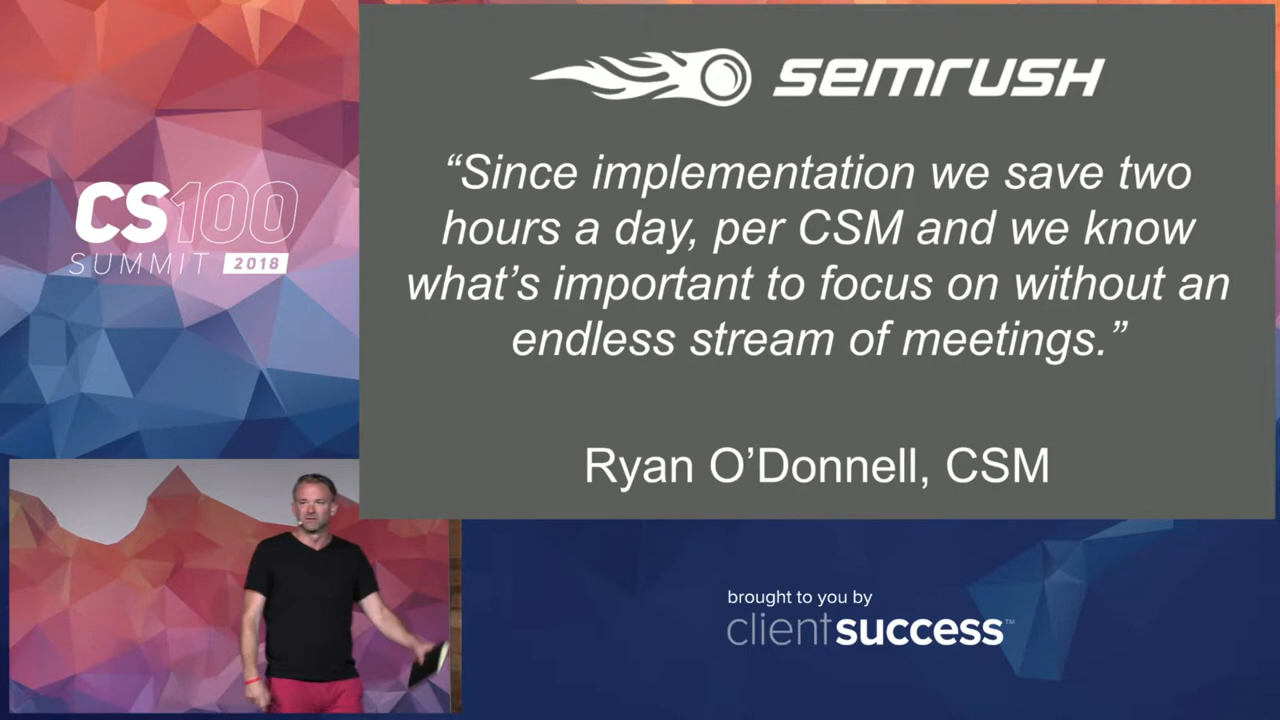 semrush
“Since implementation we save two
hours a day, per CSM and we know
what’s important to focus on without an
endless stream of meetings.”
Ryan O’Donnell, CSM
CS100
SUMMIT 2018
brought to you by
clientsuccess™